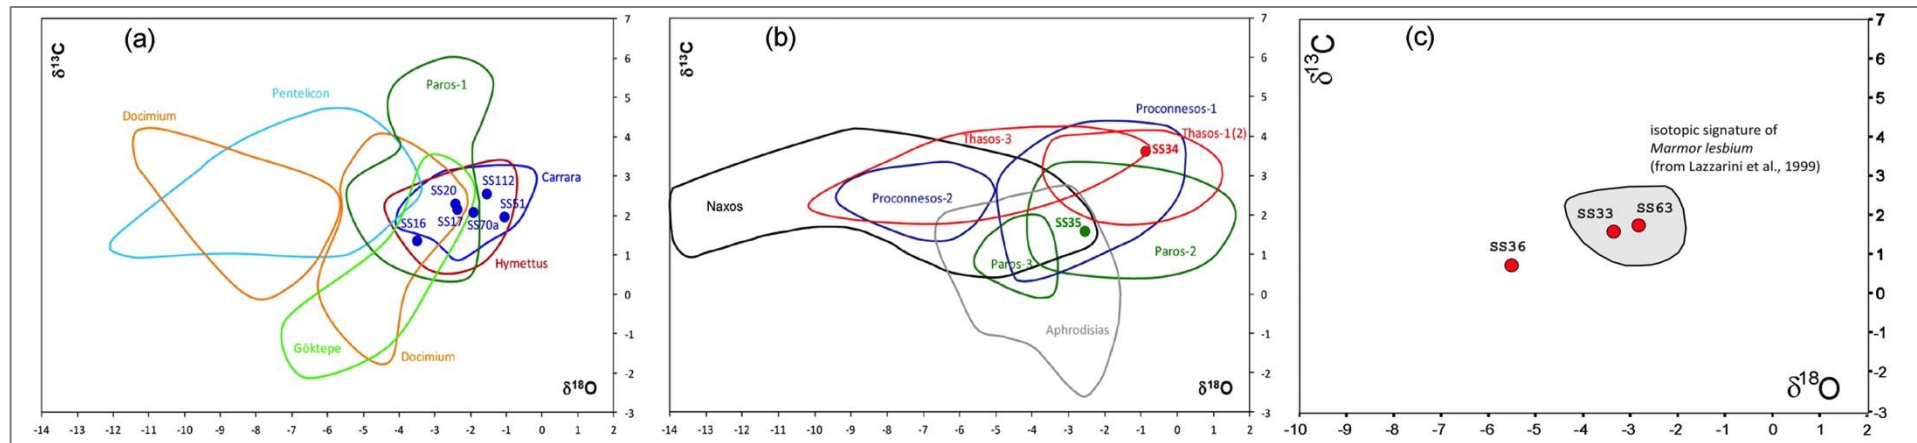 (a)
δ13C
7
6
5
4
3
2
1
0
-1
-2
-3
Paros-1
Pentelicon
Docimium
SS112
SS20
Carrara
SS51
SS16
SS17
SS70a
Hymettus
Göktepe
Docimium
δ18O
-14 -13 -12 -11 -10 -9 -8 -7 -6 -5 -4 -3 -2 -1 0 1 2
(b)
δ13C
7
6
5
4
3
2
1
0
-1
-2
-3
Proconnesos-1
Thasos-3
Thasos-1(2)
SS34
Proconnesos-2
Naxos
SS35
Paros-3
Paros-2
Aphrodisias
δ18O
-14 -13 -12 -11 -10 -9 -8 -7 -6 -5 -4 -3 -2 -1 0 1 2
(c)
δ13C
7
6
5
4
3
2
1
0
-1
-2
-3
isotopic signature of
Marmor lesbium
(from Lazzarini et al., 1999)
SS33 SS63
SS36
δ18O
-10 -9 -8 -7 -6 -5 -4 -3 -2 -1 0 1 2